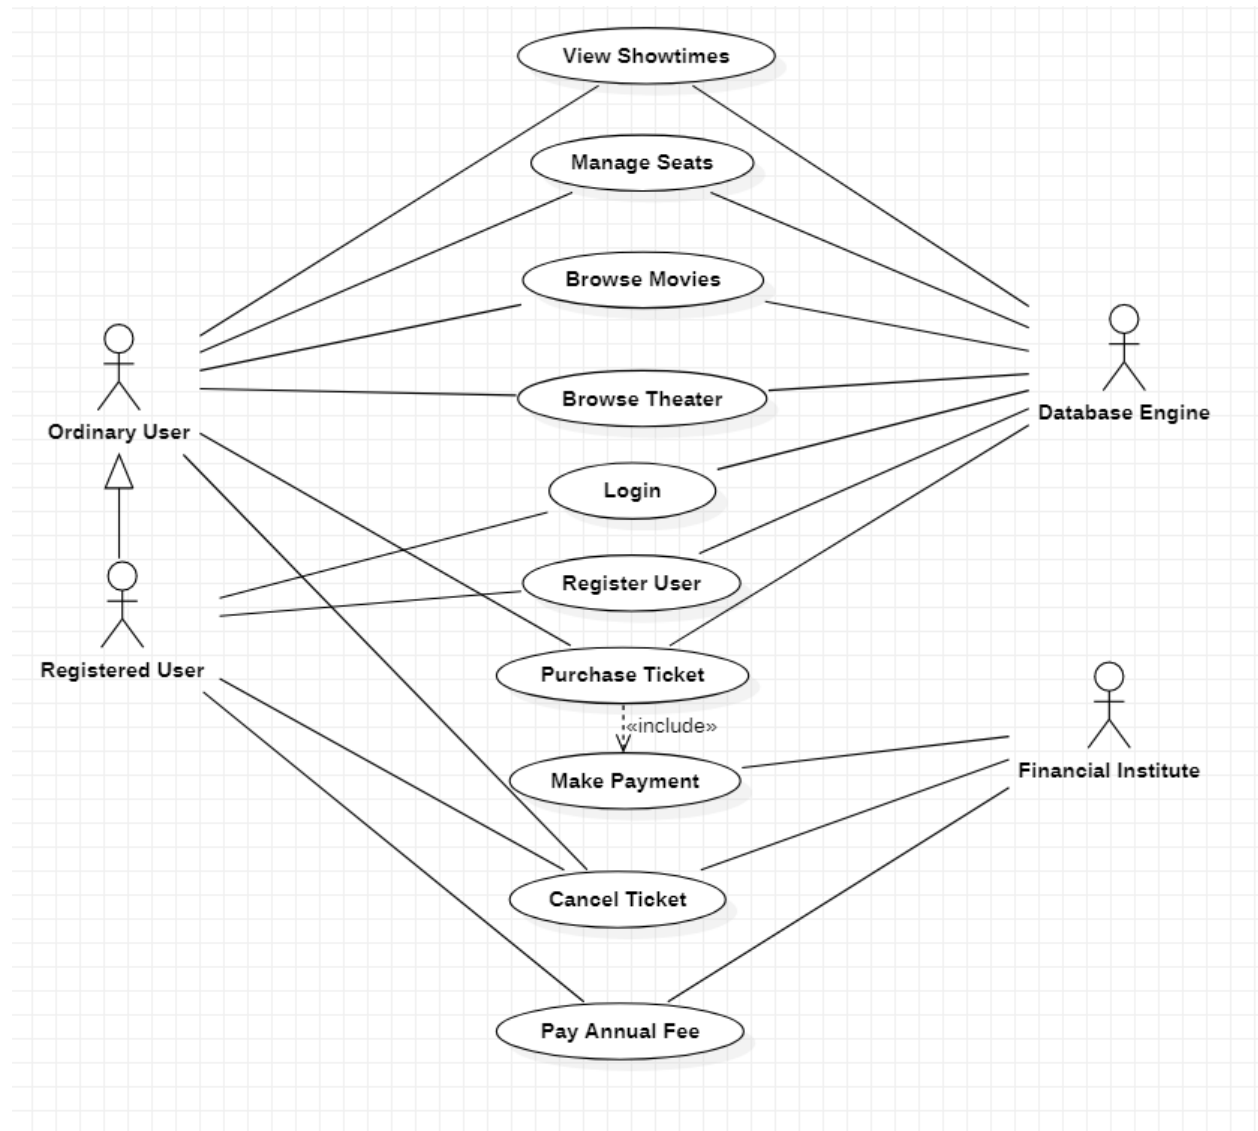 View Showtimes
Manage Seats
Browse Movies
Browse Theater
Ordinary User
Database Engine
Login
Register User
Registered User
Purchase Ticket
«include»
Make Payment
Financial Institute
Cancel Ticket
Pay Annual Fee